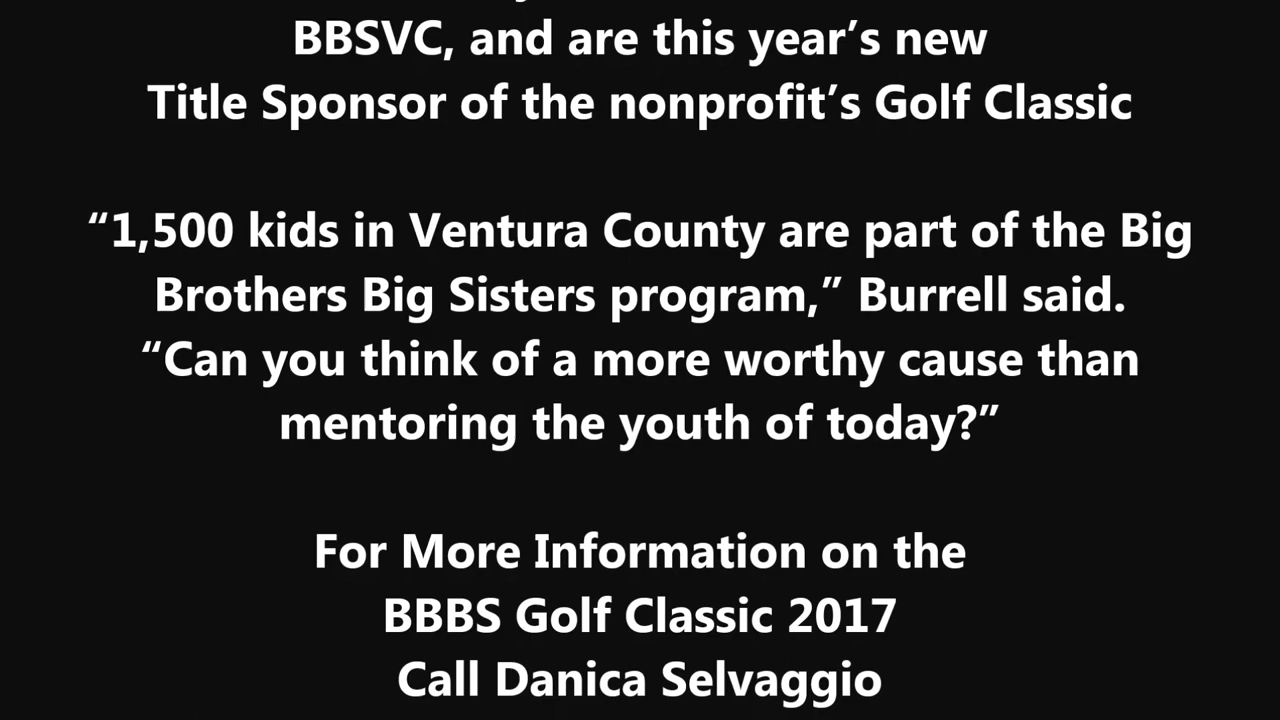 BBSVC, and are this year’s new
Title Sponsor of the nonprofit’s Golf Classic
“1,500 kids in Ventura County are part of the Big
Brothers Big Sisters program,” Burrell said.
“Can you think of a more worthy cause than
mentoring the youth of today?”
For More Information on the
BBBS Golf Classic 2017
Call Danica Selvaggio